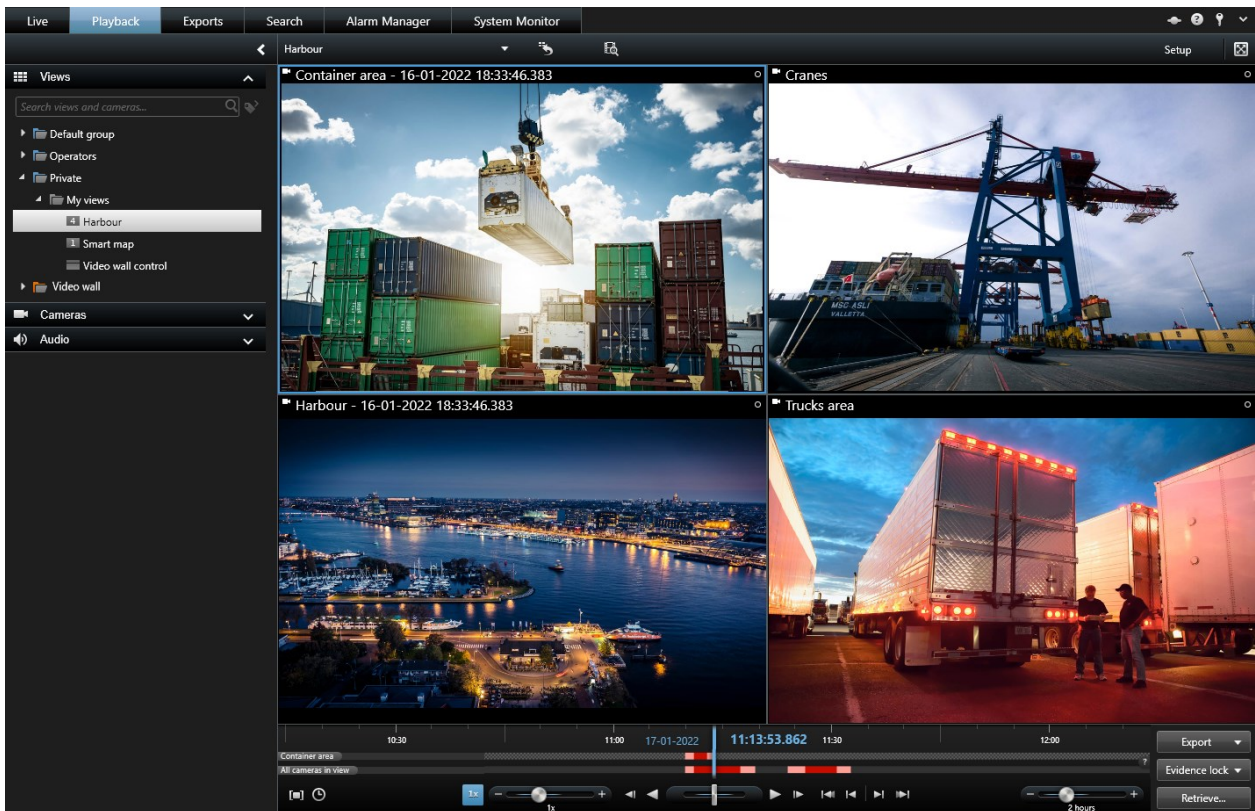 Live Playback Exports Search Alarm Manager System Monitor
Harbour Setup
Views
Search views and cameras...
Default group
Operators
Private
My views
4 Harbour
1 Smart map
Video wall control
Video wall
Cameras
Audio
Container area - 16-01-2022 18:33:46.383
Cranes
MSC ASLI
VALLETTA
Harbour - 16-01-2022 18:33:46.383
Trucks area
10:30 11:00 17-01-2022 11:13:53.862 11:30 12:00
Container area
All cameras in view
1x
1x
2 hours
Export
Evidence lock
Retrieve...